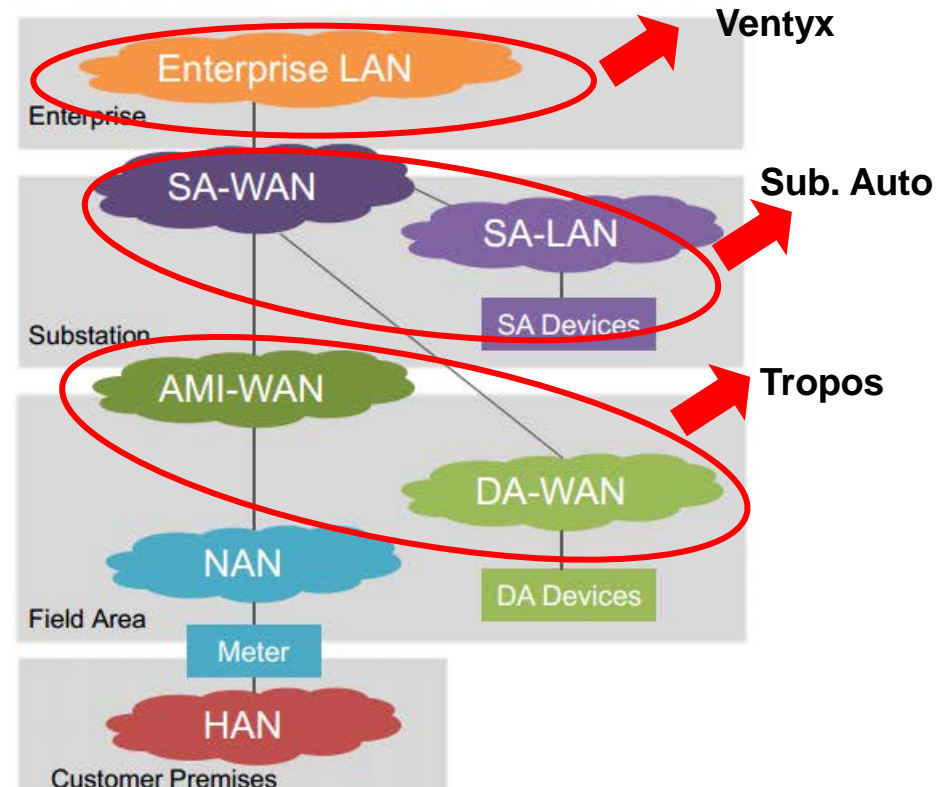 Ventyx
Enterprise LAN
Enterprise
SA-WAN
Sub. Auto
SA-LAN
SA Devices
Substation
AMI-WAN
Tropos
DA-WAN
NAN
DA Devices
Field Area
Meter
HAN
Customer Premises